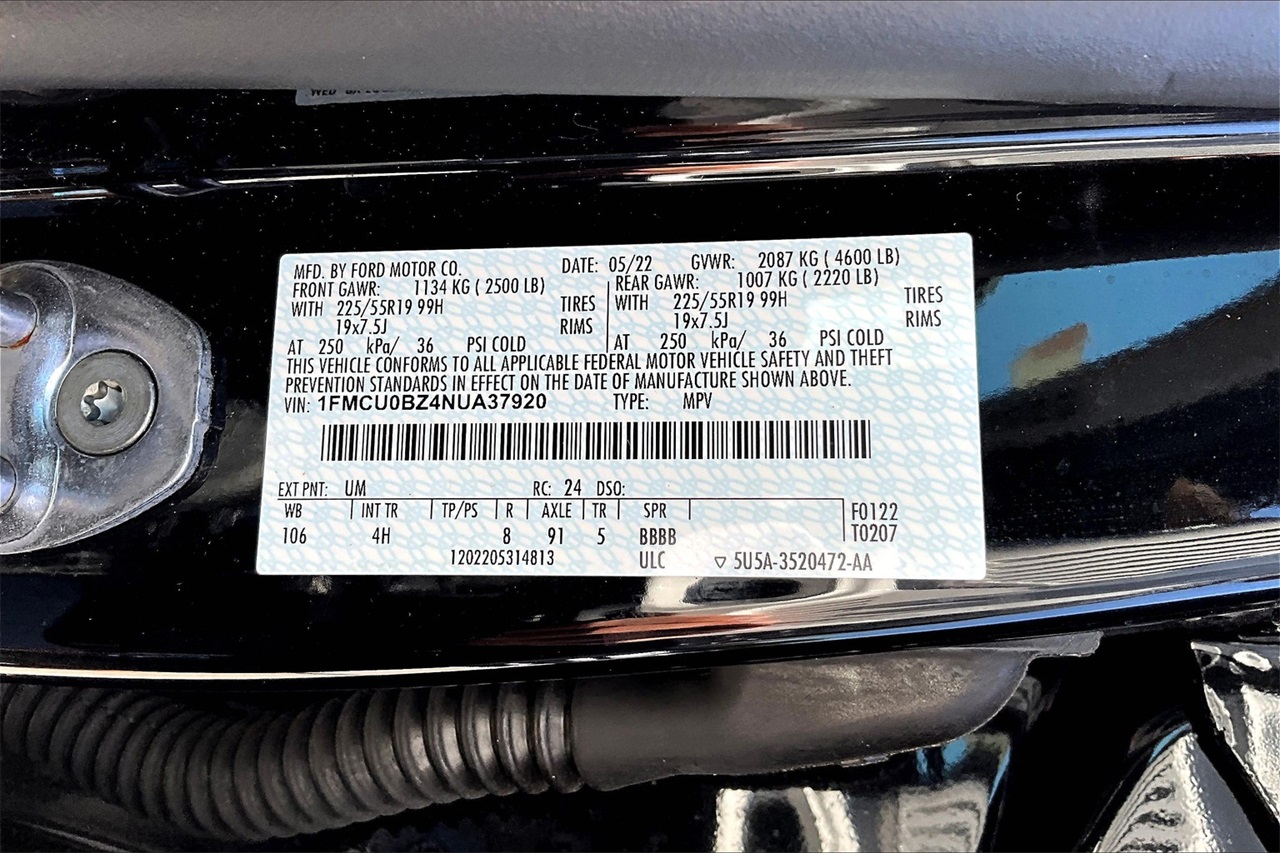 MFD. BY FORD MOTOR CO. DATE: 05/22 GVWR: 2087 KG ( 4600 LB)
FRONT GAWR: 1134 KG ( 2500 LB) REAR GAWR: 1007 KG ( 2220 LB)
WITH 225/55R19 99H TIRES WITH 225/55R19 99H TIRES
19x7.5J RIMS 19x7.5J RIMS
AT 250 kPa/ 36 PSI COLD AT 250 kPa/ 36 PSI COLD
THIS VEHICLE CONFORMS TO ALL APPLICABLE FEDERAL MOTOR VEHICLE SAFETY AND THEFT
PREVENTION STANDARDS IN EFFECT ON THE DATE OF MANUFACTURE SHOWN ABOVE.
VIN: 1FMCU0BZ4NUA37920 TYPE: MPV
EXT PNT: UM RC: 24 DSO:
WB INT TR TP/PS R AXLE TR SPR F0122
106 4H 8 91 5 BBBB T0207
1202205314813 ULC ▽ 5U5A-3520472-AA